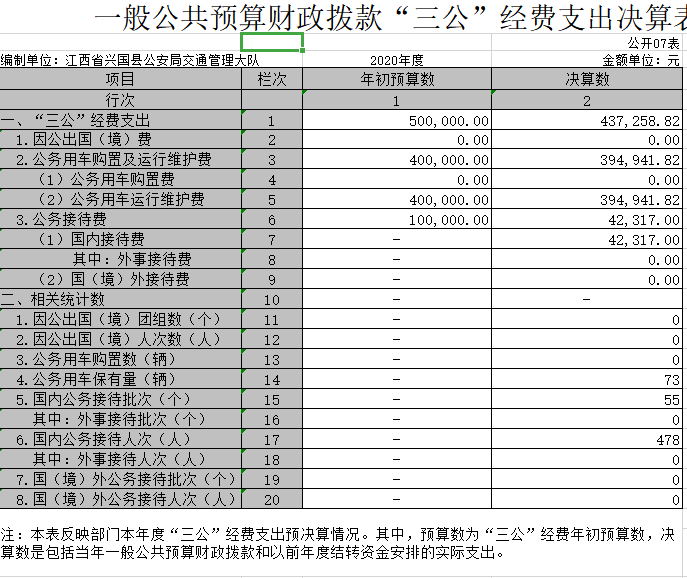 一般公共预算财政拨款“三公”经费支出决算表
公开07表
编制单位：江西省兴国县公安局交通管理大队 2020年度 金额单位：元
项目 栏次 年初预算数 决算数
行次 1 2
一、“三公”经费支出 1 500,000.00 437,258.82
1.因公出国（境）费 2 0.00 0.00
2.公务用车购置及运行维护费 3 400,000.00 394,941.82
（1）公务用车购置费 4 0.00 0.00
（2）公务用车运行维护费 5 400,000.00 394,941.82
3.公务接待费 6 100,000.00 42,317.00
（1）国内接待费 7 － 42,317.00
其中：外事接待费 8 － 0.00
（2）国（境）外接待费 9 － 0.00
二、相关统计数 10 － －
1.因公出国（境）团组数（个） 11 － 0
2.因公出国（境）人次数（人） 12 － 0
3.公务用车购置数（辆） 13 － 0
4.公务用车保有量（辆） 14 － 73
5.国内公务接待批次（个） 15 － 55
其中：外事接待批次（个） 16 － 0
6.国内公务接待人次（人） 17 － 478
其中：外事接待人次（人） 18 － 0
7.国（境）外公务接待批次（个） 19 － 0
8.国（境）外公务接待人次（人） 20 － 0
注：本表反映部门本年度“三公”经费支出预决算情况。其中，预算数为“三公”经费年初预算数，决
算数是包括当年一般公共预算财政拨款和以前年度结转资金安排的实际支出。